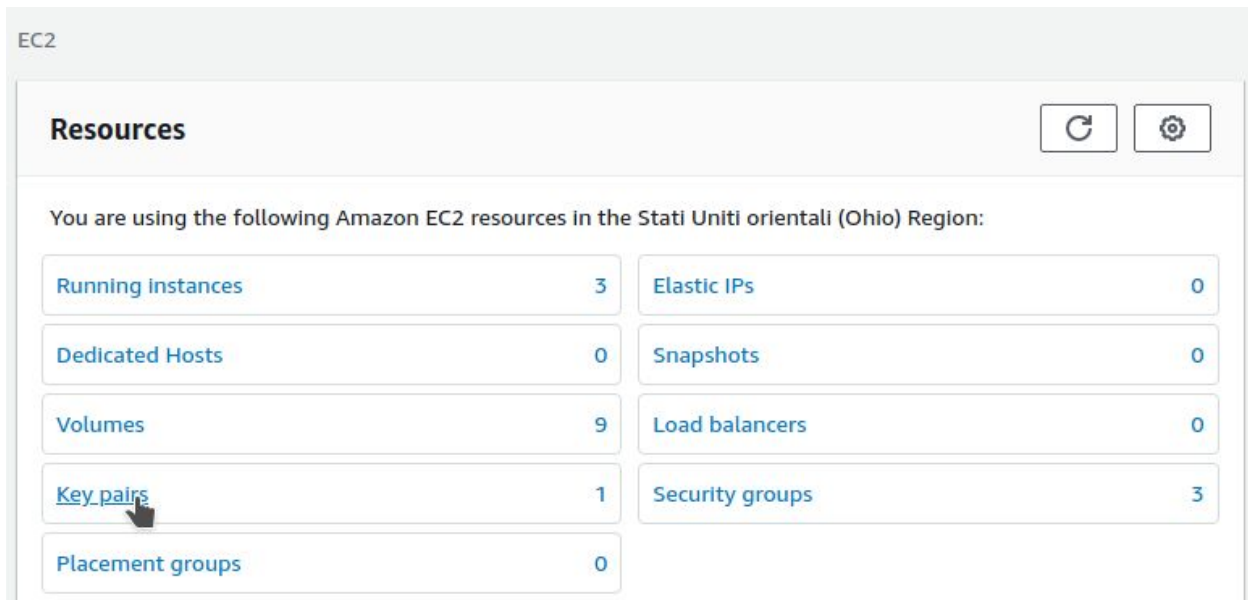 EC2
Resources
You are using the following Amazon EC2 resources in the Stati Uniti orientali (Ohio) Region:
Running instances 3
Elastic IPs 0
Dedicated Hosts 0
Snapshots 0
Volumes 9
Load balancers 0
Key pairs 1
Security groups 3
Placement groups 0